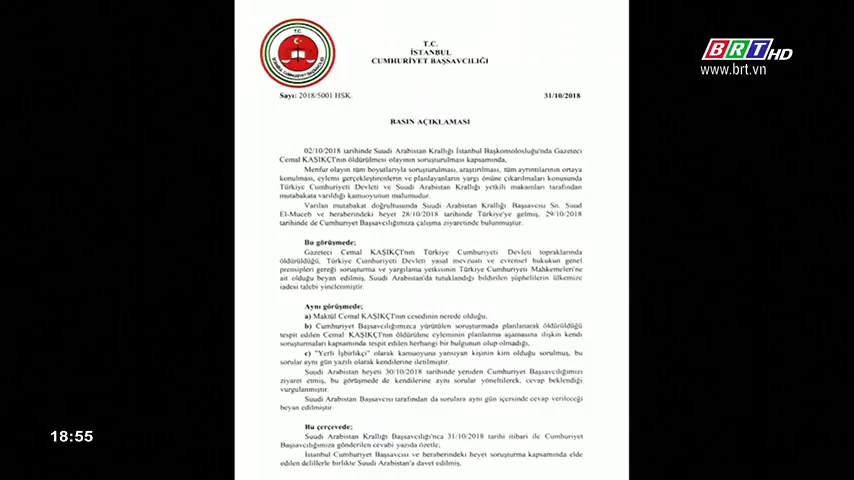 BRT HD
www.brt.vn
T.C.
İSTANBUL
CUMHURİYET BAŞSAVCILIĞI
Sayı: 2018/5001 HSK.
31/10/2018
BASIN AÇIKLAMASI
02/10/2018 tarihinde Suudi Arabistan Krallığı İstanbul Başkonsolosluğu'nda Gazeteci
Cemal KAŞIKÇI'nın öldürülmesi olayının soruşturulması kapsamında,
Menfur olayın tüm boyutlarıyla soruşturulması, araştırılması, tüm ayrıntılarının ortaya
konulması, eylemi gerçekleştirenlerin ve planlayanların yargı önüne çıkarılmaları konusunda
Türkiye Cumhuriyeti Devleti ve Suudi Arabistan Krallığı yetkili makamları tarafından
mutabakata varıldığı kamuoyunun malumudur.
Varılan mutabakat doğrultusunda Suudi Arabistan Krallığı Başsavcısı Sn. Suud
El-Muceb ve beraberindeki heyet 28/10/2018 tarihinde Türkiye'ye gelmiş, 29/10/2018
tarihinde de Cumhuriyet Başsavcılığımıza çalışma ziyaretinde bulunmuştur.
Bu görüşmede;
Gazeteci Cemal KAŞIKÇI'nın Türkiye Cumhuriyeti Devleti topraklarında
öldürüldüğü, Türkiye Cumhuriyeti Devleti yasal mevzuatı ve evrensel hukukun genel
prensipleri gereği soruşturma ve yargılama yetkisinin Türkiye Cumhuriyeti Mahkemeleri'ne
ait olduğu beyan edilmiş, Suudi Arabistan'da tutuklandığı bildirilen şüphelilerin ülkemize
iadesi talebi yinelenmiştir.
Aynı görüşmede;
a) Maktül Cemal KAŞIKÇI'nın cesedinin nerede olduğu,
b) Cumhuriyet Başsavcılığımızca yürütülen soruşturmada planlanarak öldürüldüğü
tespit edilen Cemal KAŞIKÇI'nın öldürülme eyleminin planlanma aşamasına ilişkin kendi
soruşturmaları kapsamında tespit edilen herhangi bir bulgunun olup olmadığı,
c) "Yerli İşbirlikçi" olarak kamuoyuna yansıyan kişinin kim olduğu sorulmuş, bu
sorular aynı gün yazılı olarak kendilerine iletilmiştir.
Suudi Arabistan heyeti 30/10/2018 tarihinde yeniden Cumhuriyet Başsavcılığımızı
ziyaret etmiş, bu görüşmede de kendilerine aynı sorular yöneltilerek, cevap beklendiği
vurgulanmıştır.
Suudi Arabistan Başsavcısı tarafından da sorulara aynı gün içerisinde cevap verileceği
beyan edilmiştir.
Bu çerçevede;
Suudi Arabistan Krallığı Başsavcılığı'nca 31/10/2018 tarihi itibari ile Cumhuriyet
Başsavcılığımıza gönderilen cevabi yazıda özetle;
İstanbul Cumhuriyet Başsavcısı ve beraberindeki heyet soruşturma kapsamında elde
edilen delillerle birlikte Suudi Arabistan'a davet edilmiş,
18:55